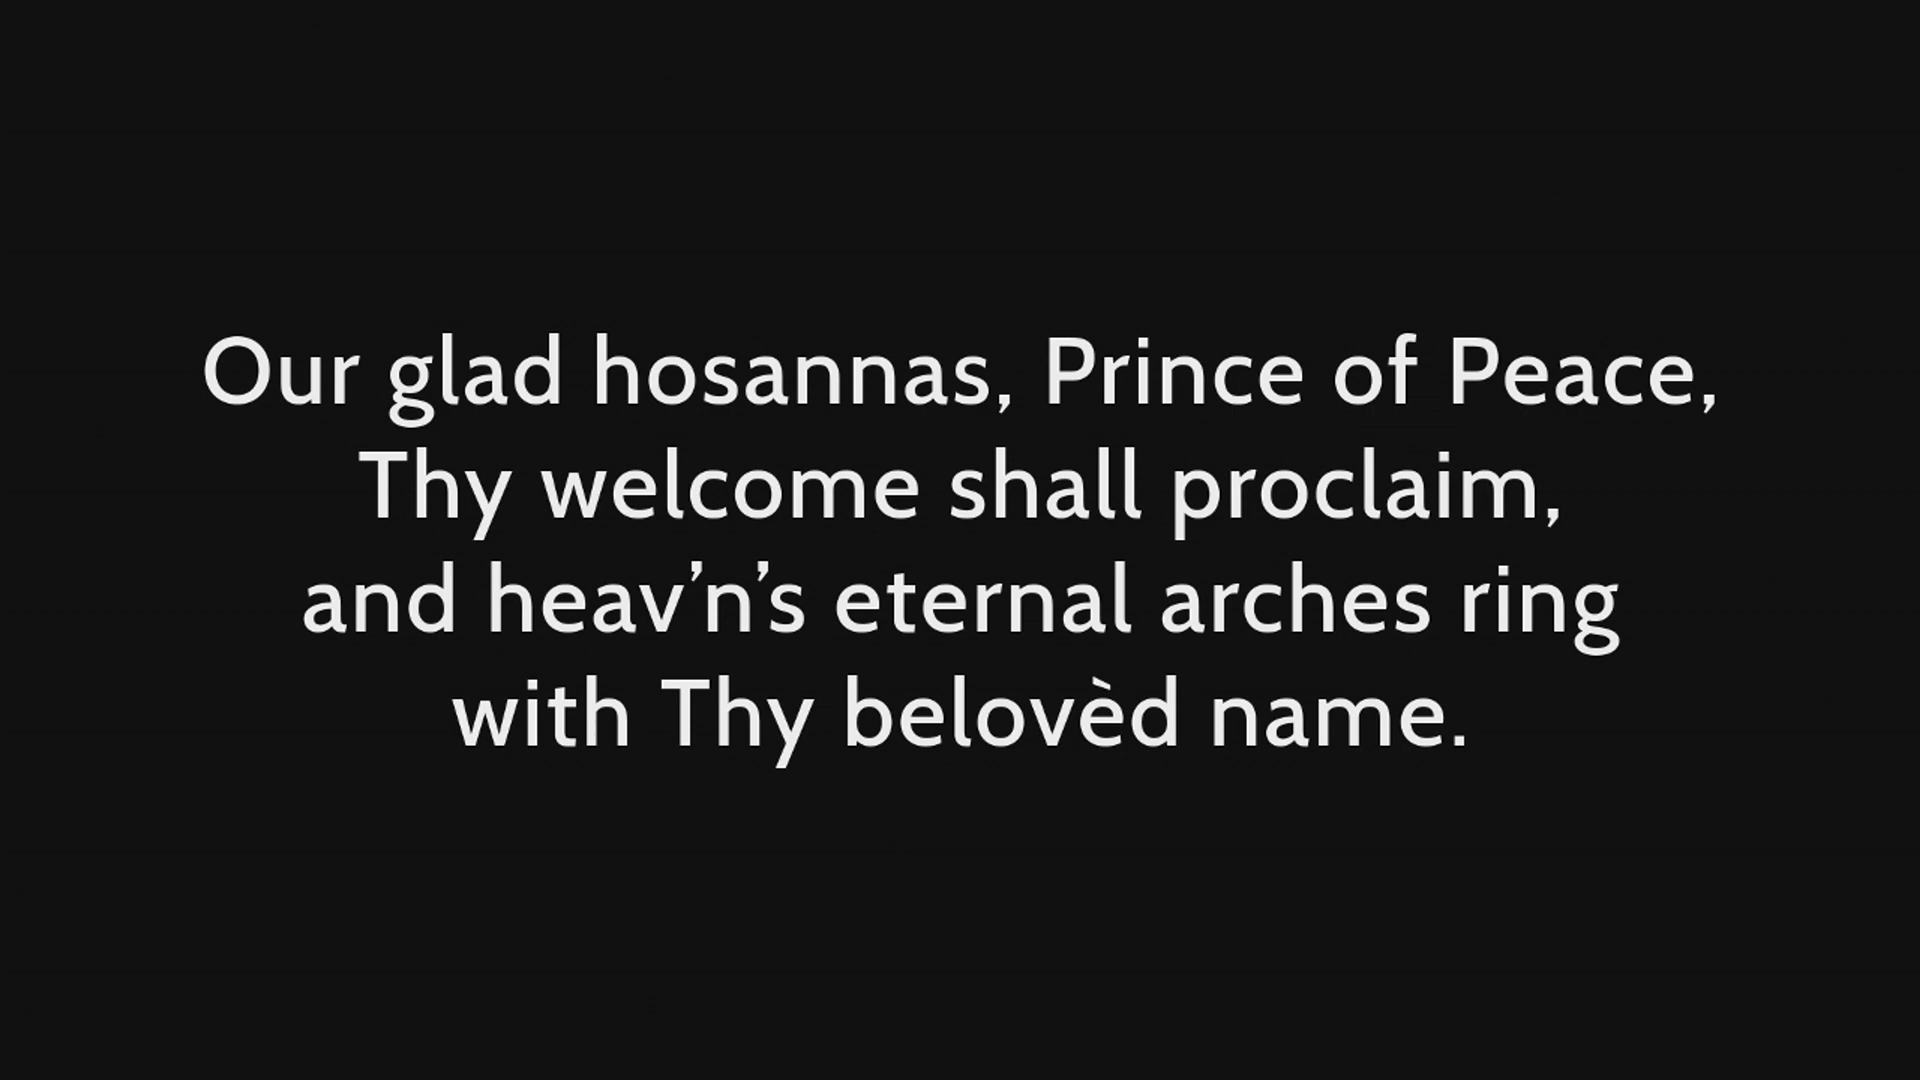 Our glad hosannas, Prince of Peace,
Thy welcome shall proclaim,
and heav’n’s eternal arches ring
with Thy belovèd name.